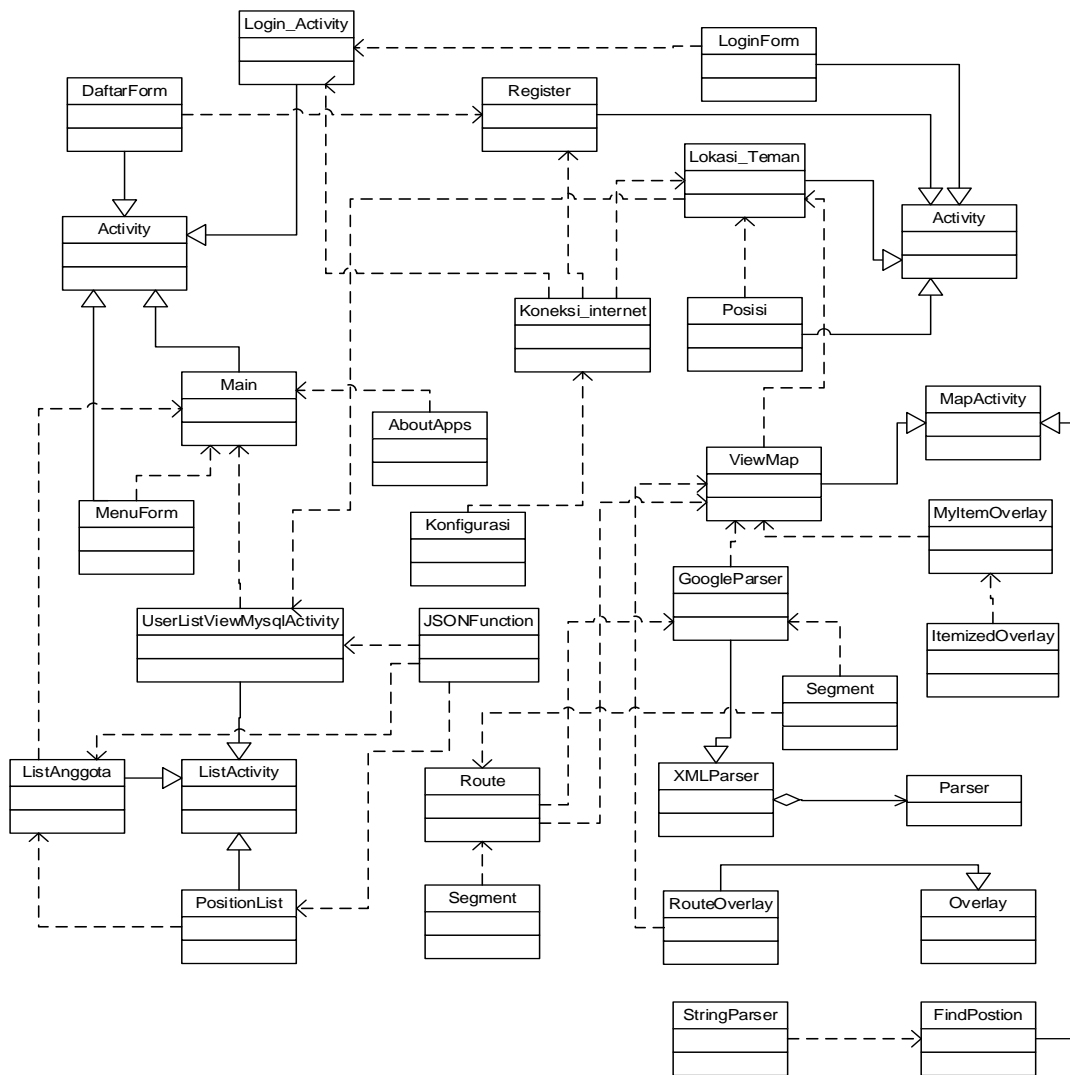 Login_Activity
LoginForm
DaftarForm
Register
Lokasi_Teman
Activity
Activity
Koneksi_internet
Posisi
Main
MapActivity
AboutApps
ViewMap
MenuForm
Konfigurasi
MyItemOverlay
GoogleParser
UserListViewMysqlActivity
JSONFunction
ItemizedOverlay
Segment
ListAnggota
ListActivity
Route
XMLParser
Parser
PositionList
Segment
RouteOverlay
Overlay
StringParser
FindPostion